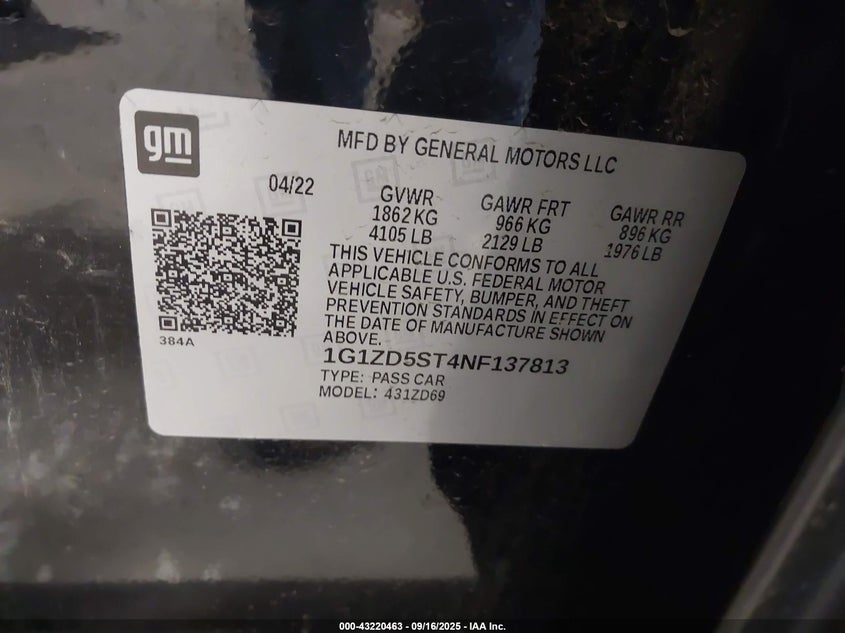 gm
MFD BY GENERAL MOTORS LLC
04/22
GVWR
1862 KG
4105 LB
GAWR FRT
966 KG
2129 LB
GAWR RR
896 KG
1976 LB
THIS VEHICLE CONFORMS TO ALL
APPLICABLE U.S. FEDERAL MOTOR
VEHICLE SAFETY, BUMPER, AND THEFT
PREVENTION STANDARDS IN EFFECT ON
THE DATE OF MANUFACTURE SHOWN
ABOVE.
384A
1G1ZD5ST4NF137813
TYPE: PASS CAR
MODEL: 431ZD69
000-43220463 - 09/16/2025 - IAA Inc.